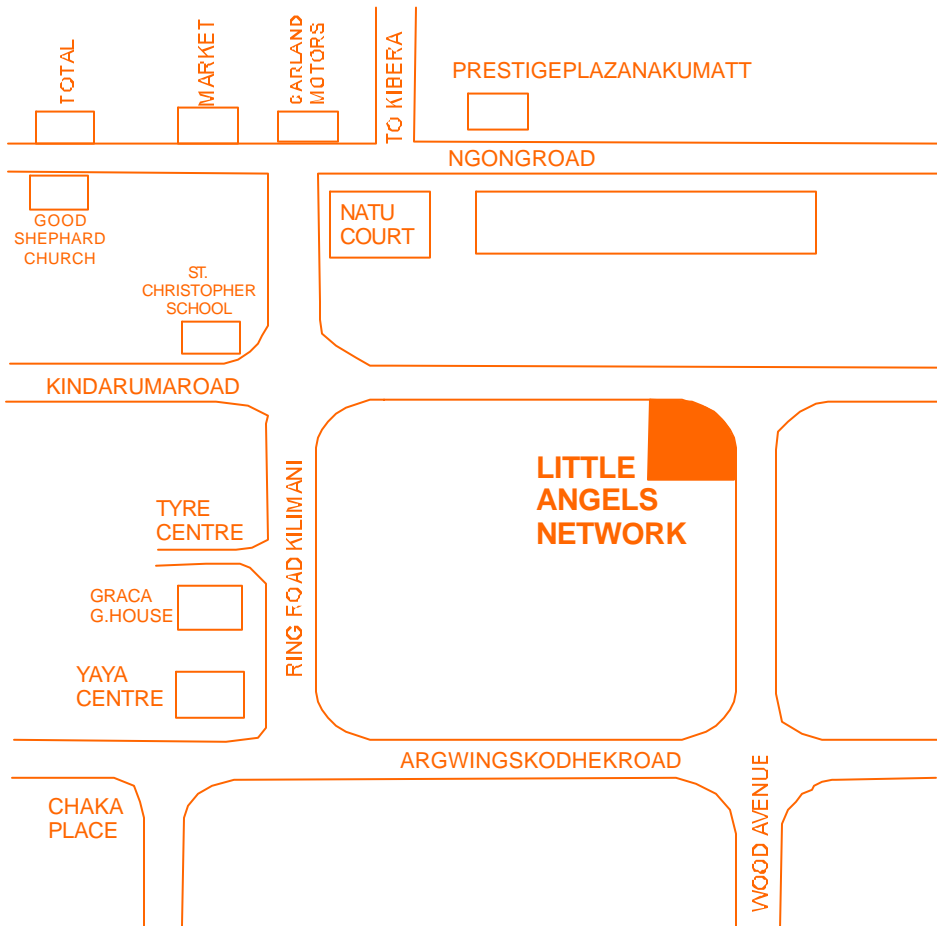 TOTAL
MARKET
CARLAND
MOTORS
TO KIBERA
PRESTIGEPLAZANAKUMATT
NGONGROAD
GOOD
SHEPHARD
CHURCH
NATU
COURT
ST.
CHRISTOPHER
SCHOOL
KINDARUMAROAD
LITTLE
ANGELS
NETWORK
TYRE
CENTRE
RING ROAD KILIMANI
GRACA
G.HOUSE
YAYA
CENTRE
ARGWINGSKODHEKROAD
WOOD AVENUE
CHAKA
PLACE